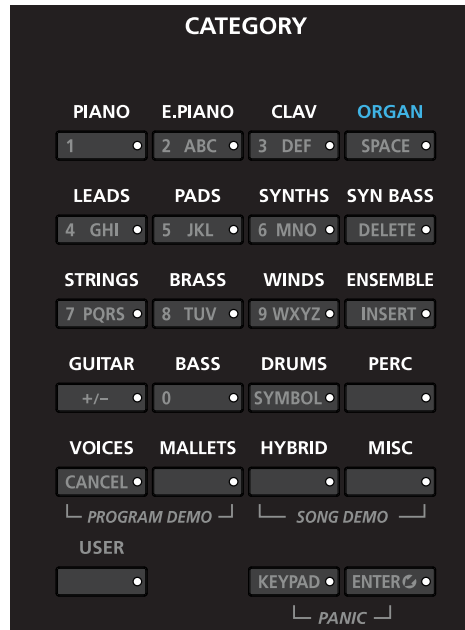 CATEGORY
PIANO E.PIANO CLAV ORGAN
1 2 ABC 3 DEF SPACE
LEADS PADS SYNTHS SYN BASS
4 GHI 5 JKL 6 MNO DELETE
STRINGS BRASS WINDS ENSEMBLE
7 PQRS 8 TUV 9 WXYZ INSERT
GUITAR BASS DRUMS PERC
+/− 0 SYMBOL
VOICES MALLETS HYBRID MISC
CANCEL
PROGRAM DEMO SONG DEMO
USER
KEYPAD ENTER
PANIC